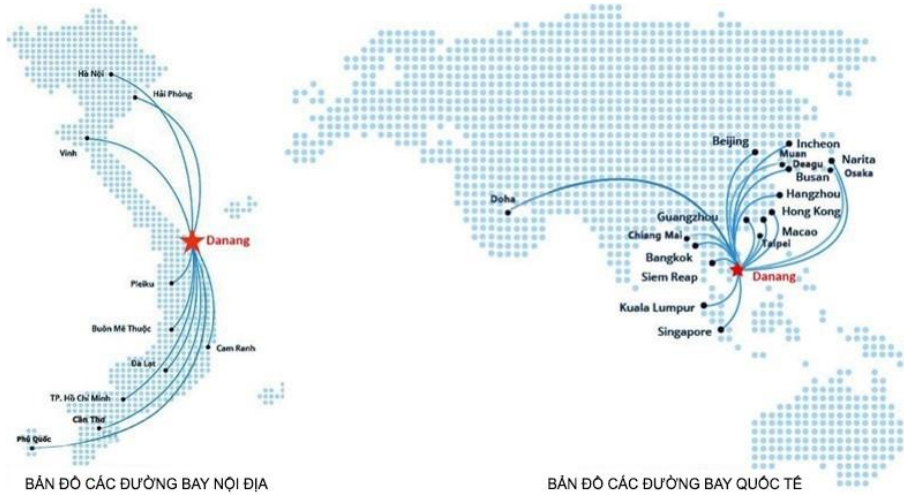 Hà Nội
Hải Phòng
Vinh
Danang
Pleiku
Buôn Mê Thuộc
Cam Ranh
Đà Lạt
TP. Hồ Chí Minh
Cần Thơ
Phú Quốc
BẢN ĐỒ CÁC ĐƯỜNG BAY NỘI ĐỊA
Beijing
Incheon
Muan
Deagu
Narita
Busan
Osaka
Doha
Hangzhou
Guangzhou
Hong Kong
Chiang Mai
Macao
Taipei
Bangkok
Siem Reap
Danang
Kuala Lumpur
Singapore
BẢN ĐỒ CÁC ĐƯỜNG BAY QUỐC TẾ